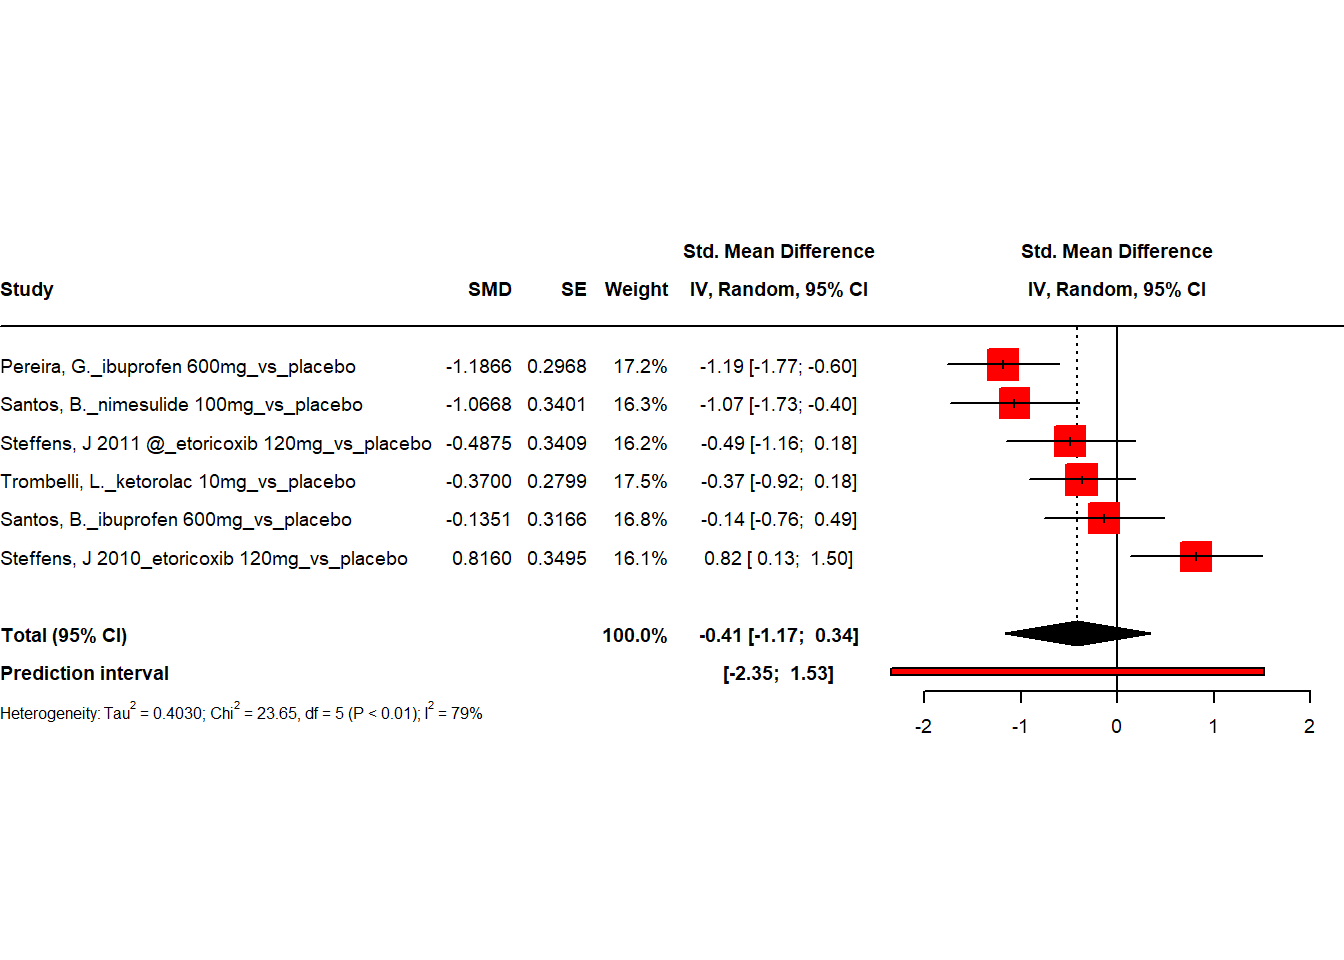 Std. Mean Difference Std. Mean Difference
Study SMD SE Weight IV, Random, 95% CI IV, Random, 95% CI
Pereira, G._ibuprofen 600mg_vs_placebo -1.1866 0.2968 17.2% -1.19 [-1.77; -0.60]
Santos, B._nimesulide 100mg_vs_placebo -1.0668 0.3401 16.3% -1.07 [-1.73; -0.40]
Steffens, J 2011 @_etoricoxib 120mg_vs_placebo -0.4875 0.3409 16.2% -0.49 [-1.16; 0.18]
Trombelli, L._ketorolac 10mg_vs_placebo -0.3700 0.2799 17.5% -0.37 [-0.92; 0.18]
Santos, B._ibuprofen 600mg_vs_placebo -0.1351 0.3166 16.8% -0.14 [-0.76; 0.49]
Steffens, J 2010_etoricoxib 120mg_vs_placebo 0.8160 0.3495 16.1% 0.82 [ 0.13; 1.50]
Total (95% CI) 100.0% -0.41 [-1.17; 0.34]
Prediction interval [-2.35; 1.53]
Heterogeneity: Tau² = 0.4030; Chi² = 23.65, df = 5 (P < 0.01); I² = 79%
-2 -1 0 1 2